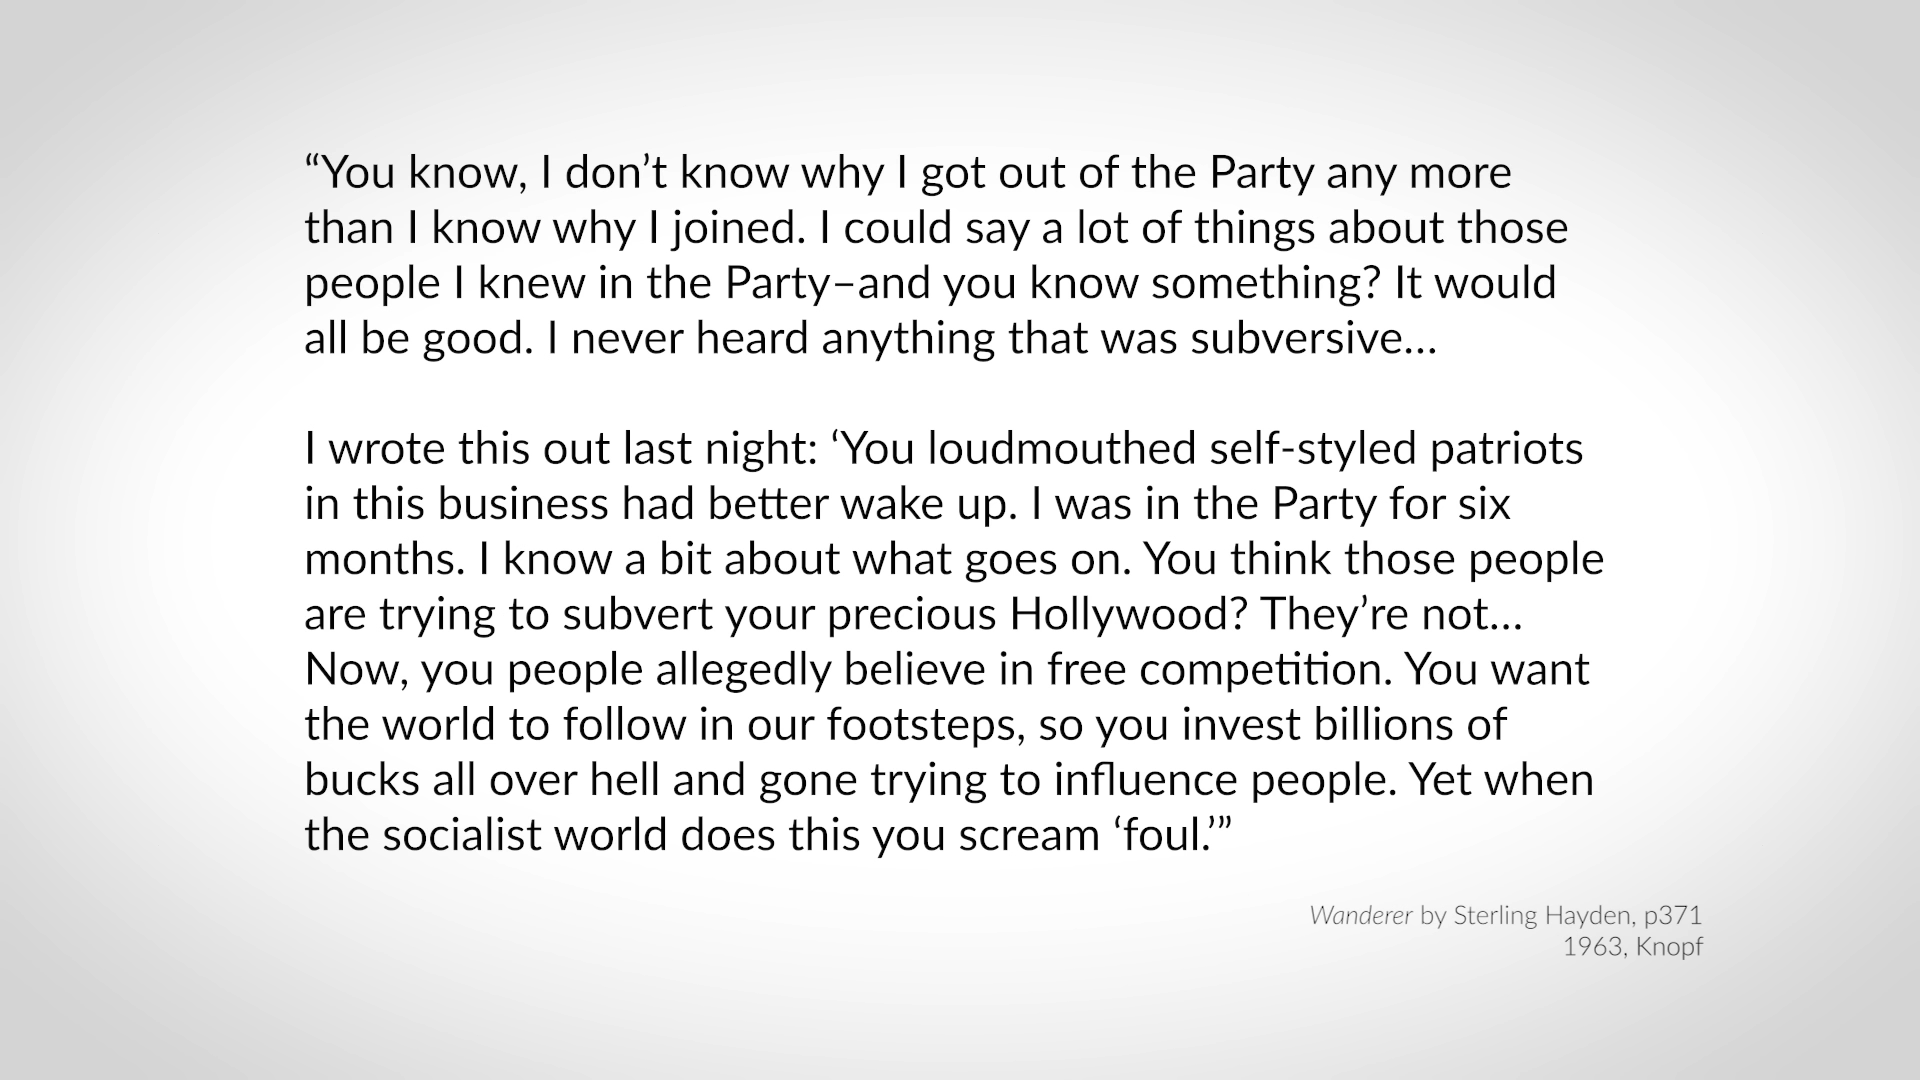 “You know, I don’t know why I got out of the Party any more
than I know why I joined. I could say a lot of things about those
people I knew in the Party–and you know something? It would
all be good. I never heard anything that was subversive...
I wrote this out last night: ‘You loudmouthed self-styled patriots
in this business had better wake up. I was in the Party for six
months. I know a bit about what goes on. You think those people
are trying to subvert your precious Hollywood? They’re not...
Now, you people allegedly believe in free competition. You want
the world to follow in our footsteps, so you invest billions of
bucks all over hell and gone trying to influence people. Yet when
the socialist world does this you scream ‘foul.’”
Wanderer by Sterling Hayden, p371
1963, Knopf